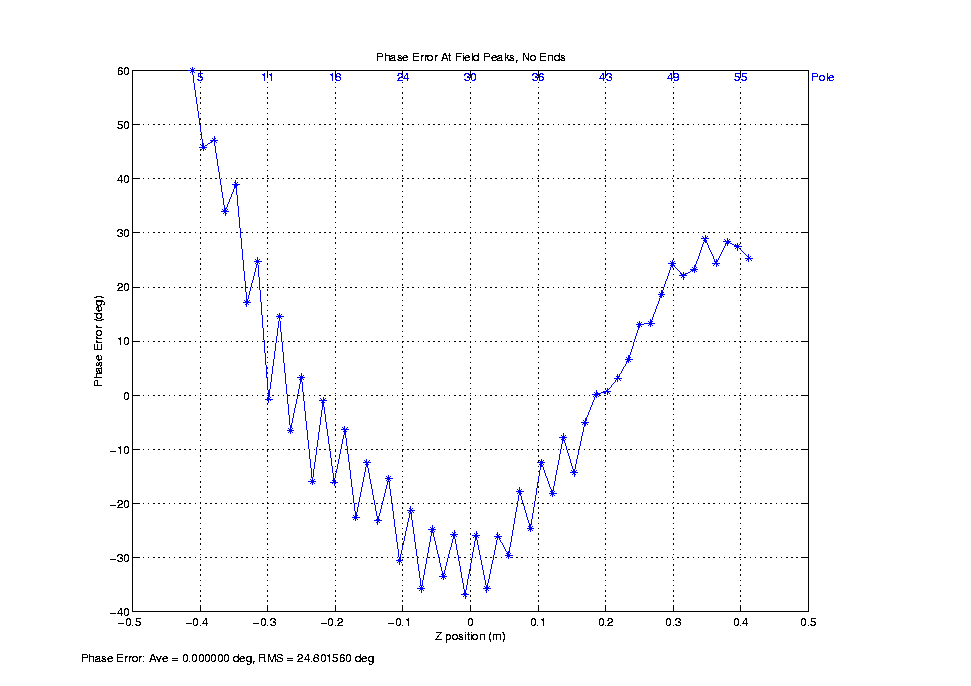 Phase Error At Field Peaks, No Ends
60 5 11 18 24 30 36 43 49 55 Pole
50
40
30
20
10
0
−10
−20
−30
−40
Phase Error (deg)
−0.5 −0.4 −0.3 −0.2 −0.1 0 0.1 0.2 0.3 0.4 0.5
Z position (m)
Phase Error: Ave = 0.000000 deg, RMS = 24.601560 deg